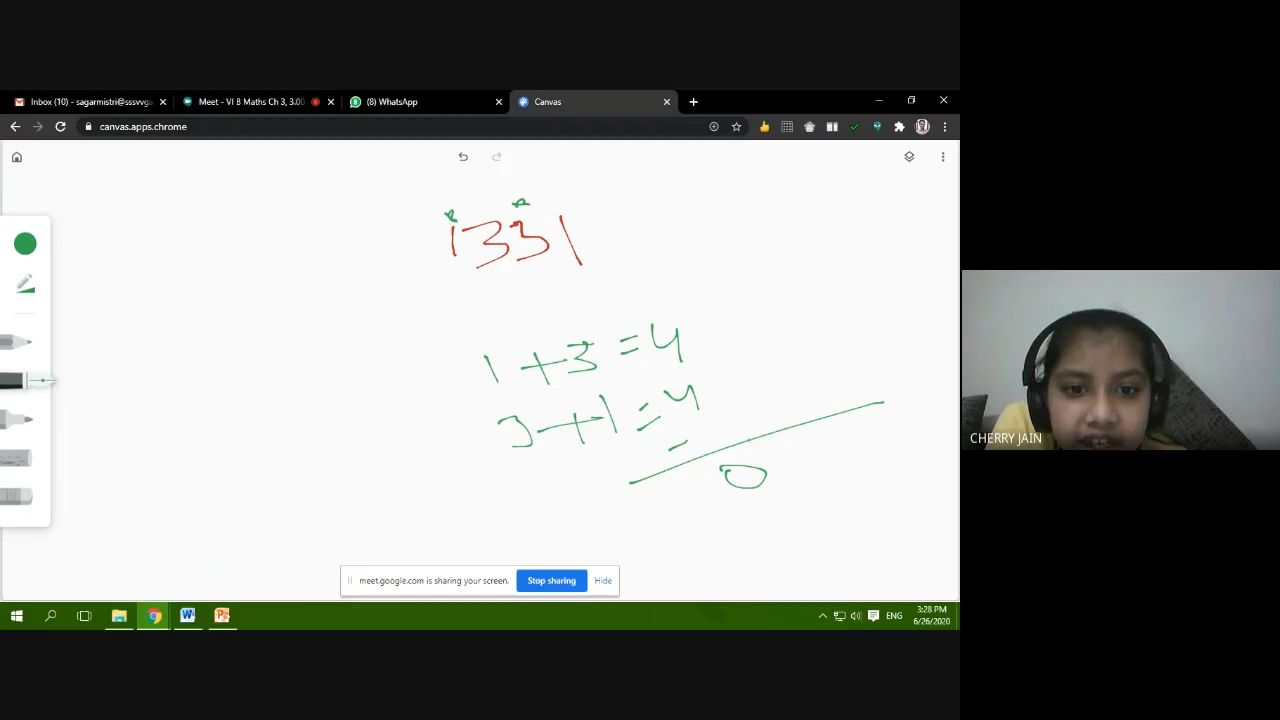 Inbox (10) - sagarmistri@sssvvga
Meet - VI B Maths Ch 3, 3.00
(8) WhatsApp
Canvas
canvas.apps.chrome
1331
1 + 3 = 4
3 + 1 = 4
-
0
CHERRY JAIN
meet.google.com is sharing your screen.
Stop sharing
Hide
ENG
3:28 PM
6/26/2020